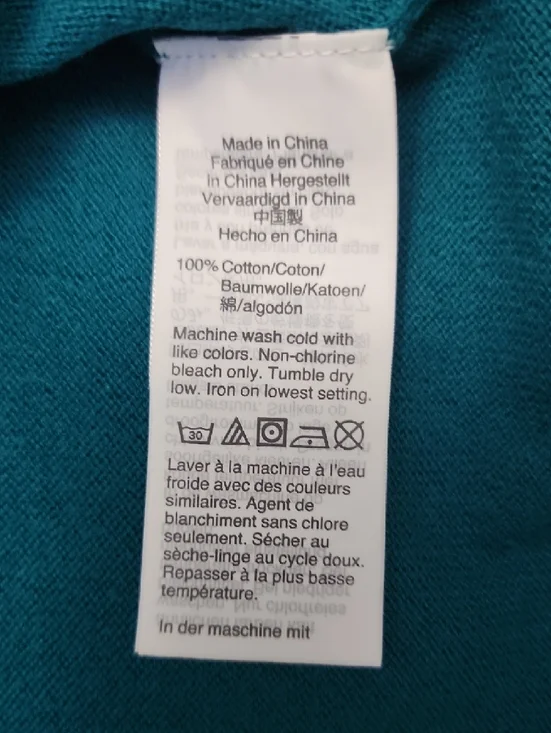 Made in China
Fabriqué en Chine
In China Hergestellt
Vervaardigd in China
中国製
Hecho en China
100% Cotton/Coton/
Baumwolle/Katoen/
綿/algodón
Machine wash cold with
like colors. Non-chlorine
bleach only. Tumble dry
low. Iron on lowest setting.
30
Laver à la machine à l'eau
froide avec des couleurs
similaires. Agent de
blanchiment sans chlore
seulement. Sécher au
sèche-linge au cycle doux.
Repasser à la plus basse
température.
In der maschine mit